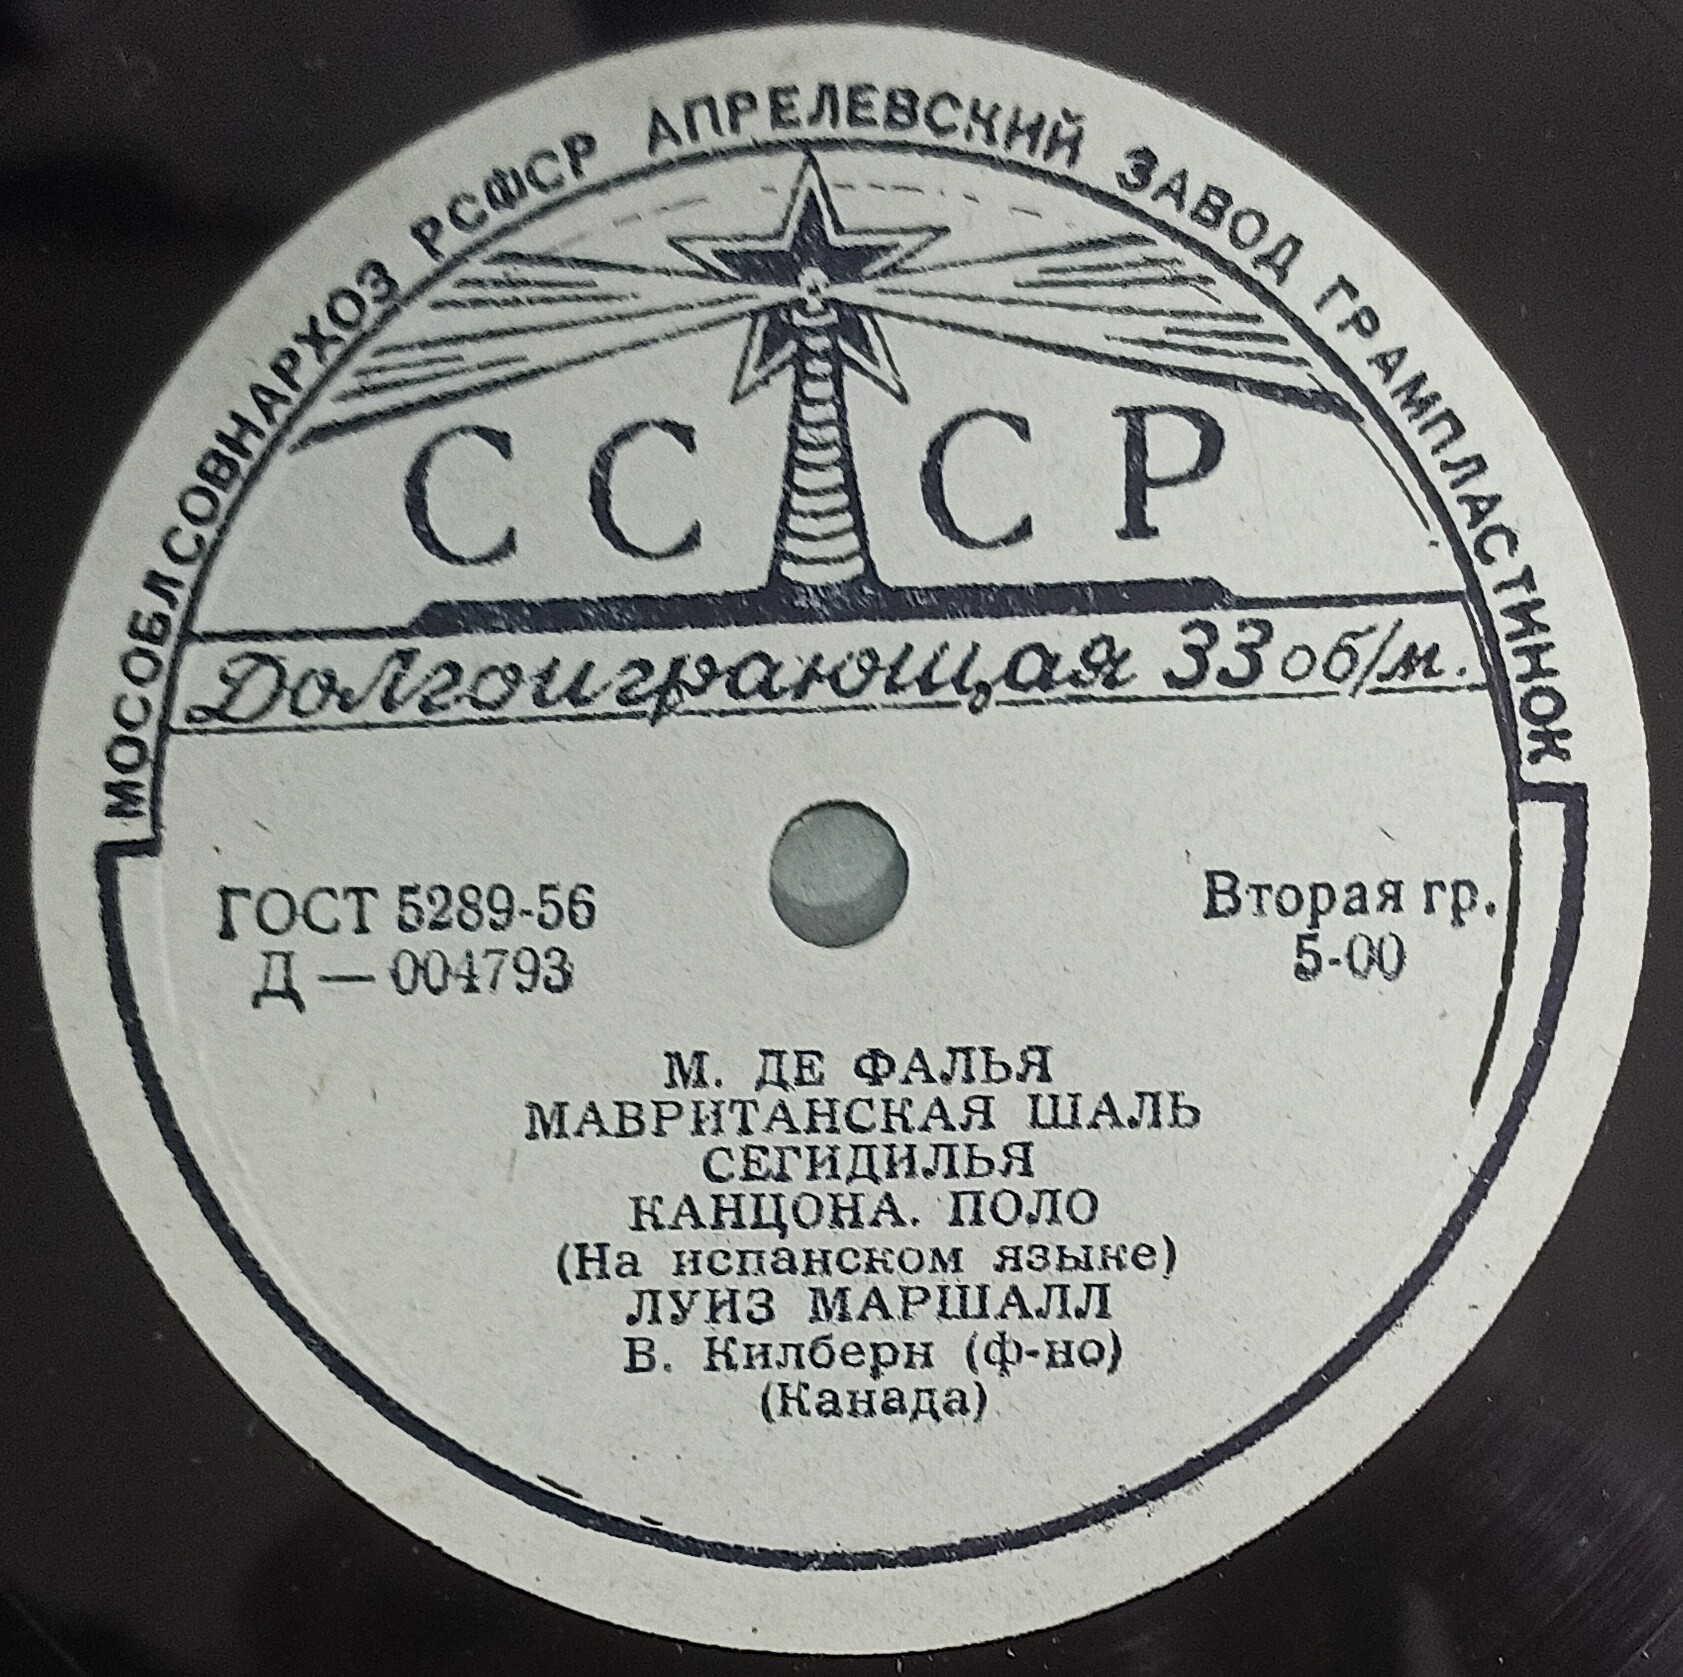 МОСОБЛСОВНАРХОЗ РСФСР АПРЕЛЕВСКИЙ ЗАВОД ГРАМПЛАСТИНОК
СССР
Долгоиграющая 33 об/м.
ГОСТ 5289-56
Д — 004793
Вторая гр.
5-00
М. ДЕ ФАЛЬЯ
МАВРИТАНСКАЯ ШАЛЬ
СЕГИДИЛЬЯ
КАНЦОНА. ПОЛО
(На испанском языке)
ЛУИЗ МАРШАЛЛ
В. Килберн (ф-но)
(Канада)